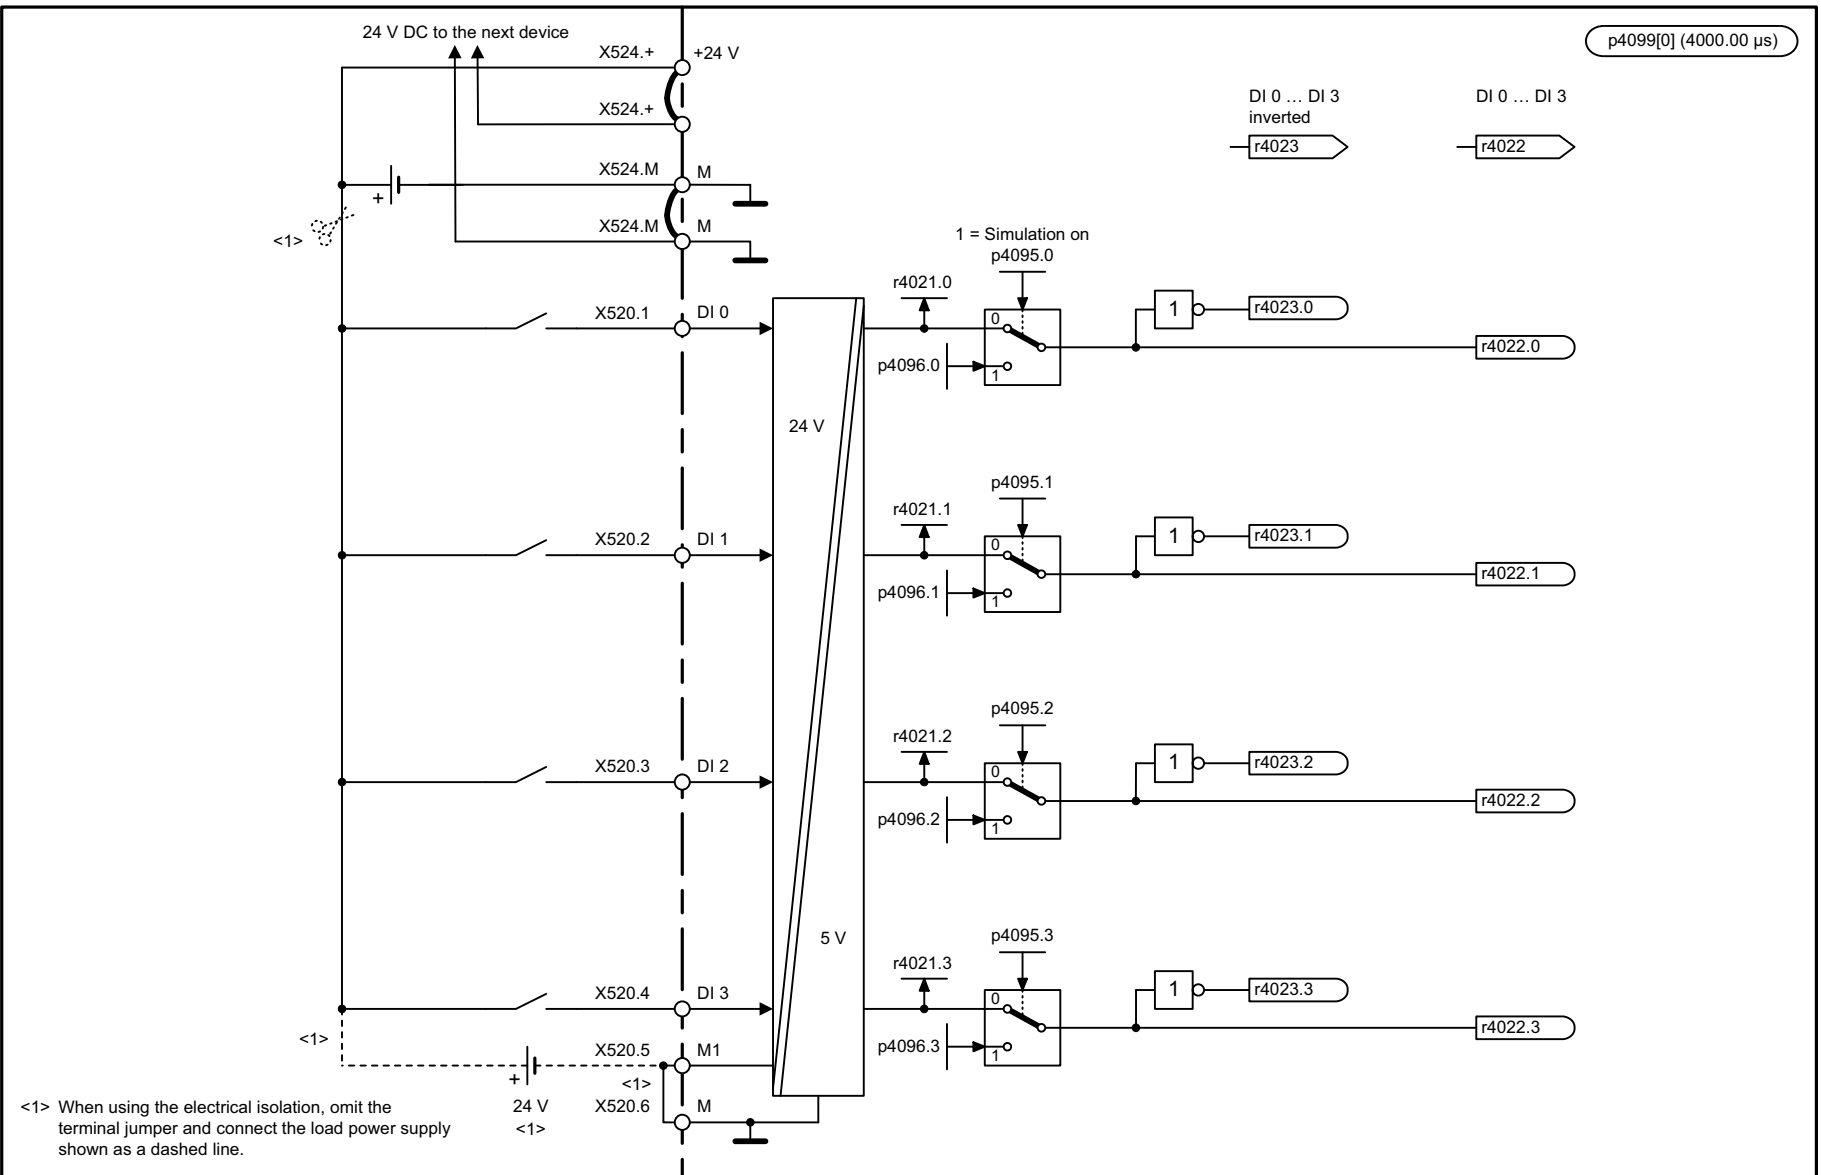 24 V DC to the next device
X524.+
+24 V
p4099[0] (4000.00 µs)
X524.+
DI 0 … DI 3
inverted
DI 0 … DI 3
r4023
r4022
X524.M
M
+
<1>
X524.M
M
1 = Simulation on
p4095.0
r4021.0
X520.1
DI 0
0
1
r4023.0
r4022.0
p4096.0
1
24 V
p4095.1
r4021.1
X520.2
DI 1
0
1
r4023.1
r4022.1
p4096.1
1
p4095.2
r4021.2
X520.3
DI 2
0
1
r4023.2
r4022.2
p4096.2
1
5 V
p4095.3
r4021.3
X520.4
DI 3
0
1
r4023.3
r4022.3
p4096.3
1
<1>
X520.5
M1
+
<1>
24 V
<1>
X520.6
M
<1> When using the electrical isolation, omit the
terminal jumper and connect the load power supply
shown as a dashed line.